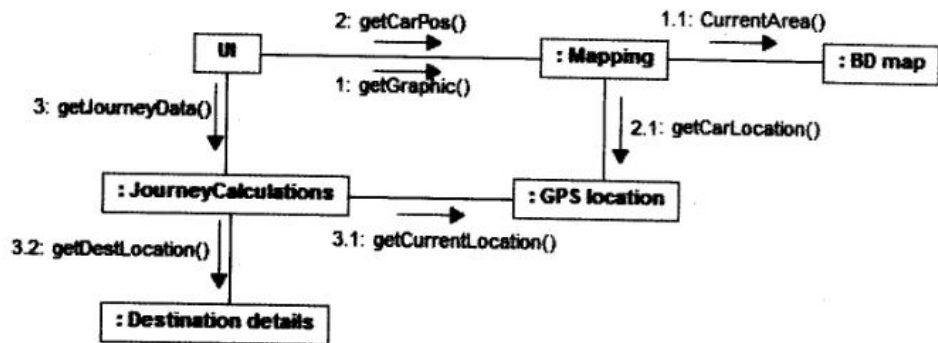 2: getCarPos()
1.1: CurrentArea()
UI
: Mapping
: BD map
1: getGraphic()
3: getJourneyData()
2.1: getCarLocation()
: JourneyCalculations
: GPS location
3.1: getCurrentLocation()
3.2: getDestLocation()
: Destination details